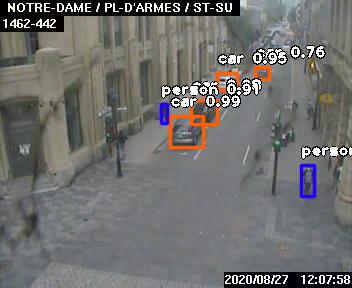 NOTRE-DAME / PL-D'ARMES / ST-SU
1462-442
0.76
car 0.95
person 0.91
car 0.99
person
2020/08/27 12:07:58